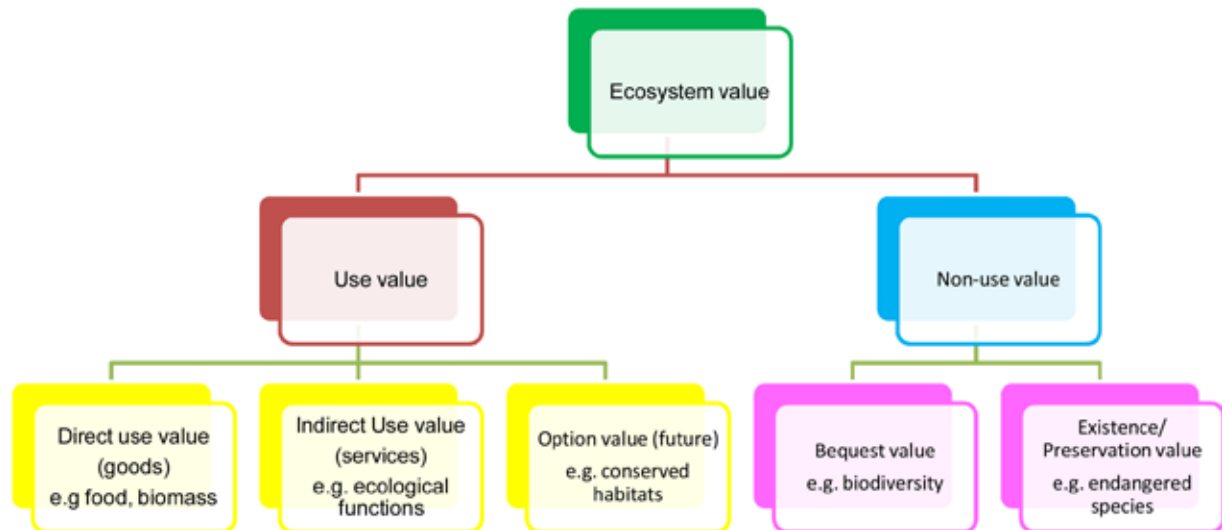 Ecosystem value
Use value
Non-use value
Direct use value
(goods)
e.g food, biomass
Indirect Use value
(services)
e.g. ecological
functions
Option value (future)
e.g. conserved
habitats
Bequest value
e.g. biodiversity
Existence/
Preservation value
e.g. endangered
species